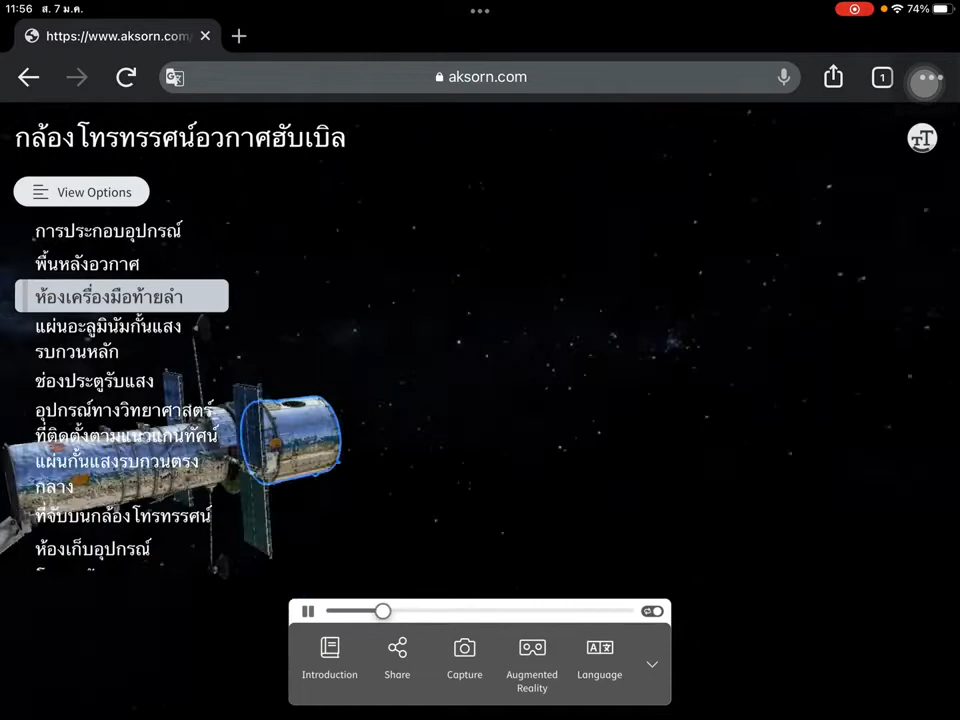 11:56 ส. 7 ม.ค.
74%
https://www.aksorn.com/
aksorn.com
1
กล้องโทรทรรศน์อวกาศฮับเบิล
TT
View Options
การประกอบอุปกรณ์
พื้นหลังอวกาศ
ห้องเครื่องมือท้ายลำ
แผ่นอะลูมินัมกั้นแสง
รบกวนหลัก
ช่องประตูรับแสง
อุปกรณ์ทางวิทยาศาสตร์
ที่ติดตั้งตามแนวแกนทัศน์
แผ่นกั้นแสงรบกวนตรง
กลาง
ที่จับบนกล้องโทรทรรศน์
ห้องเก็บอุปกรณ์
Introduction
Share
Capture
Augmented
Reality
Language